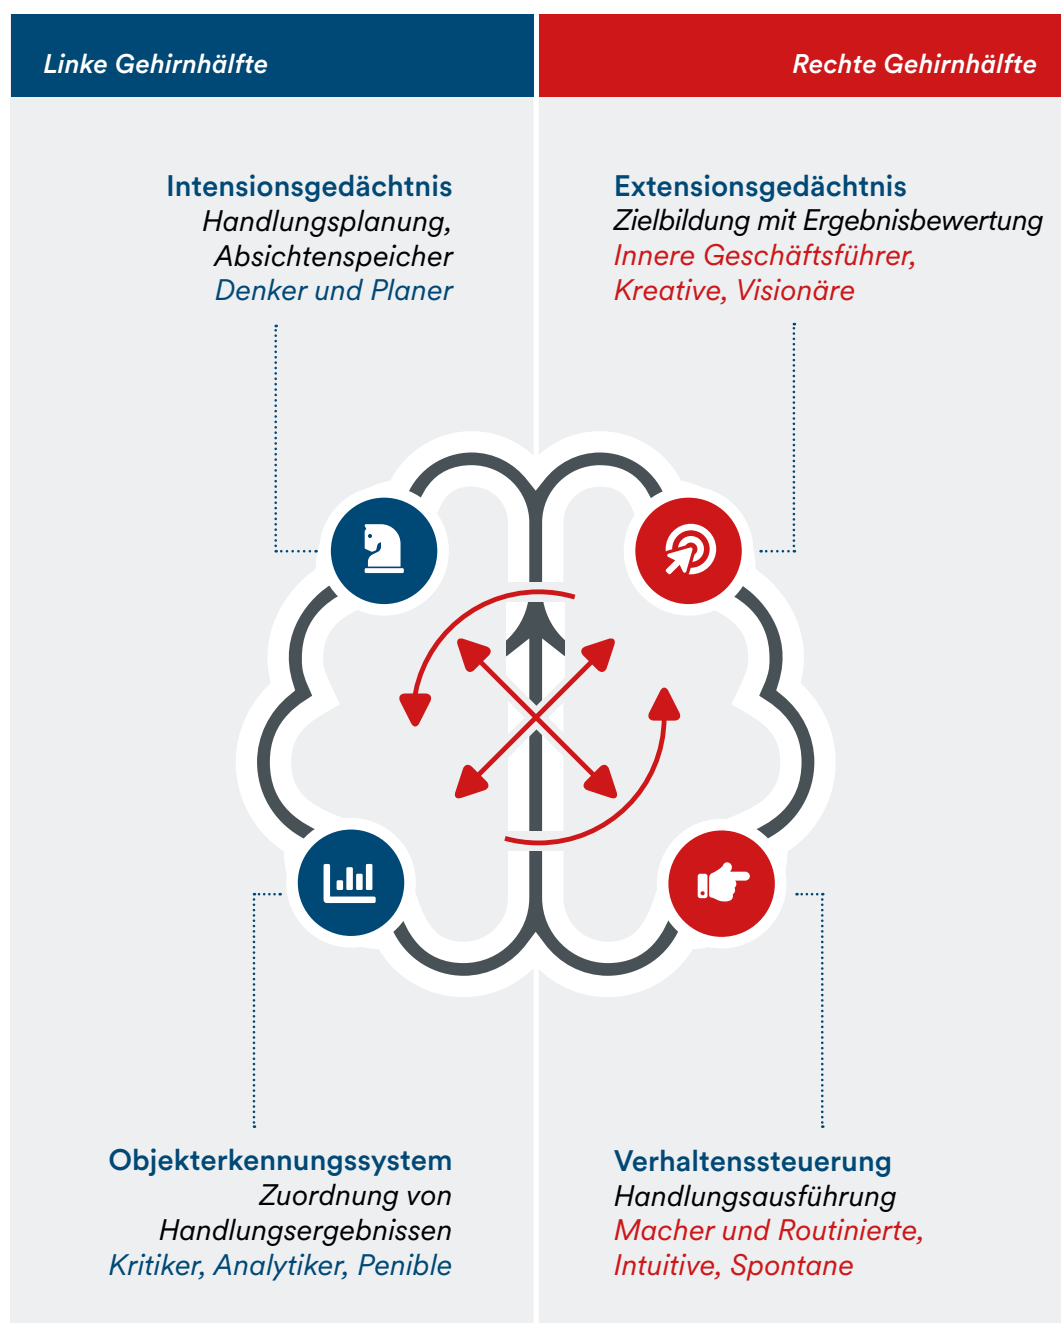 Linke Gehirnhälfte
Rechte Gehirnhälfte
Intensionsgedächtnis
Handlungsplanung,
Absichtenspeicher
Denker und Planer
Extensionsgedächtnis
Zielbildung mit Ergebnisbewertung
Innere Geschäftsführer,
Kreative, Visionäre
Objekterkennungssystem
Zuordnung von
Handlungsergebnissen
Kritiker, Analytiker, Penible
Verhaltenssteuerung
Handlungsausführung
Macher und Routinierte,
Intuitive, Spontane